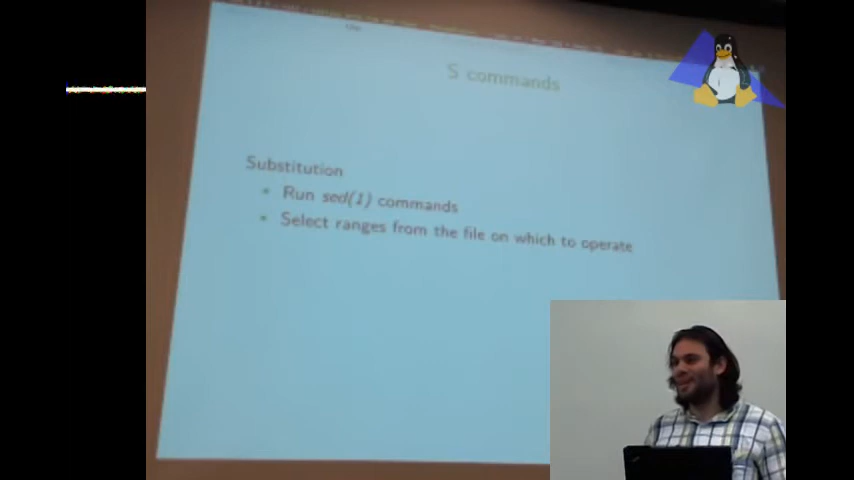 S commands
Substitution
Run sed(1) commands
Select ranges from the file on which to operate